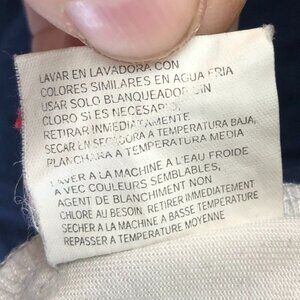 LAVAR EN LAVADORA CON
COLORES SIMILARES EN AGUA FRIA
USAR SOLO BLANQUEADOR SIN
CLORO SI ES NECESARIO,
RETIRAR INMEDIATAMENTE
SECAR EN SECADORA A TEMPERATURA BAJA,
PLANCHAR A TEMPERATURA MEDIA
LAVER A LA MACHINE A L'EAU FROIDE
AVEC COULEURS SEMBLABLES,
AGENT DE BLANCHIMENT NON
CHLORE AU BESOIN, RETIRER IMMEDIATEMENT
SECHER A LA MACHINE A BASSE TEMPERATURE
REPASSER A TEMPERATURE MOYENNE